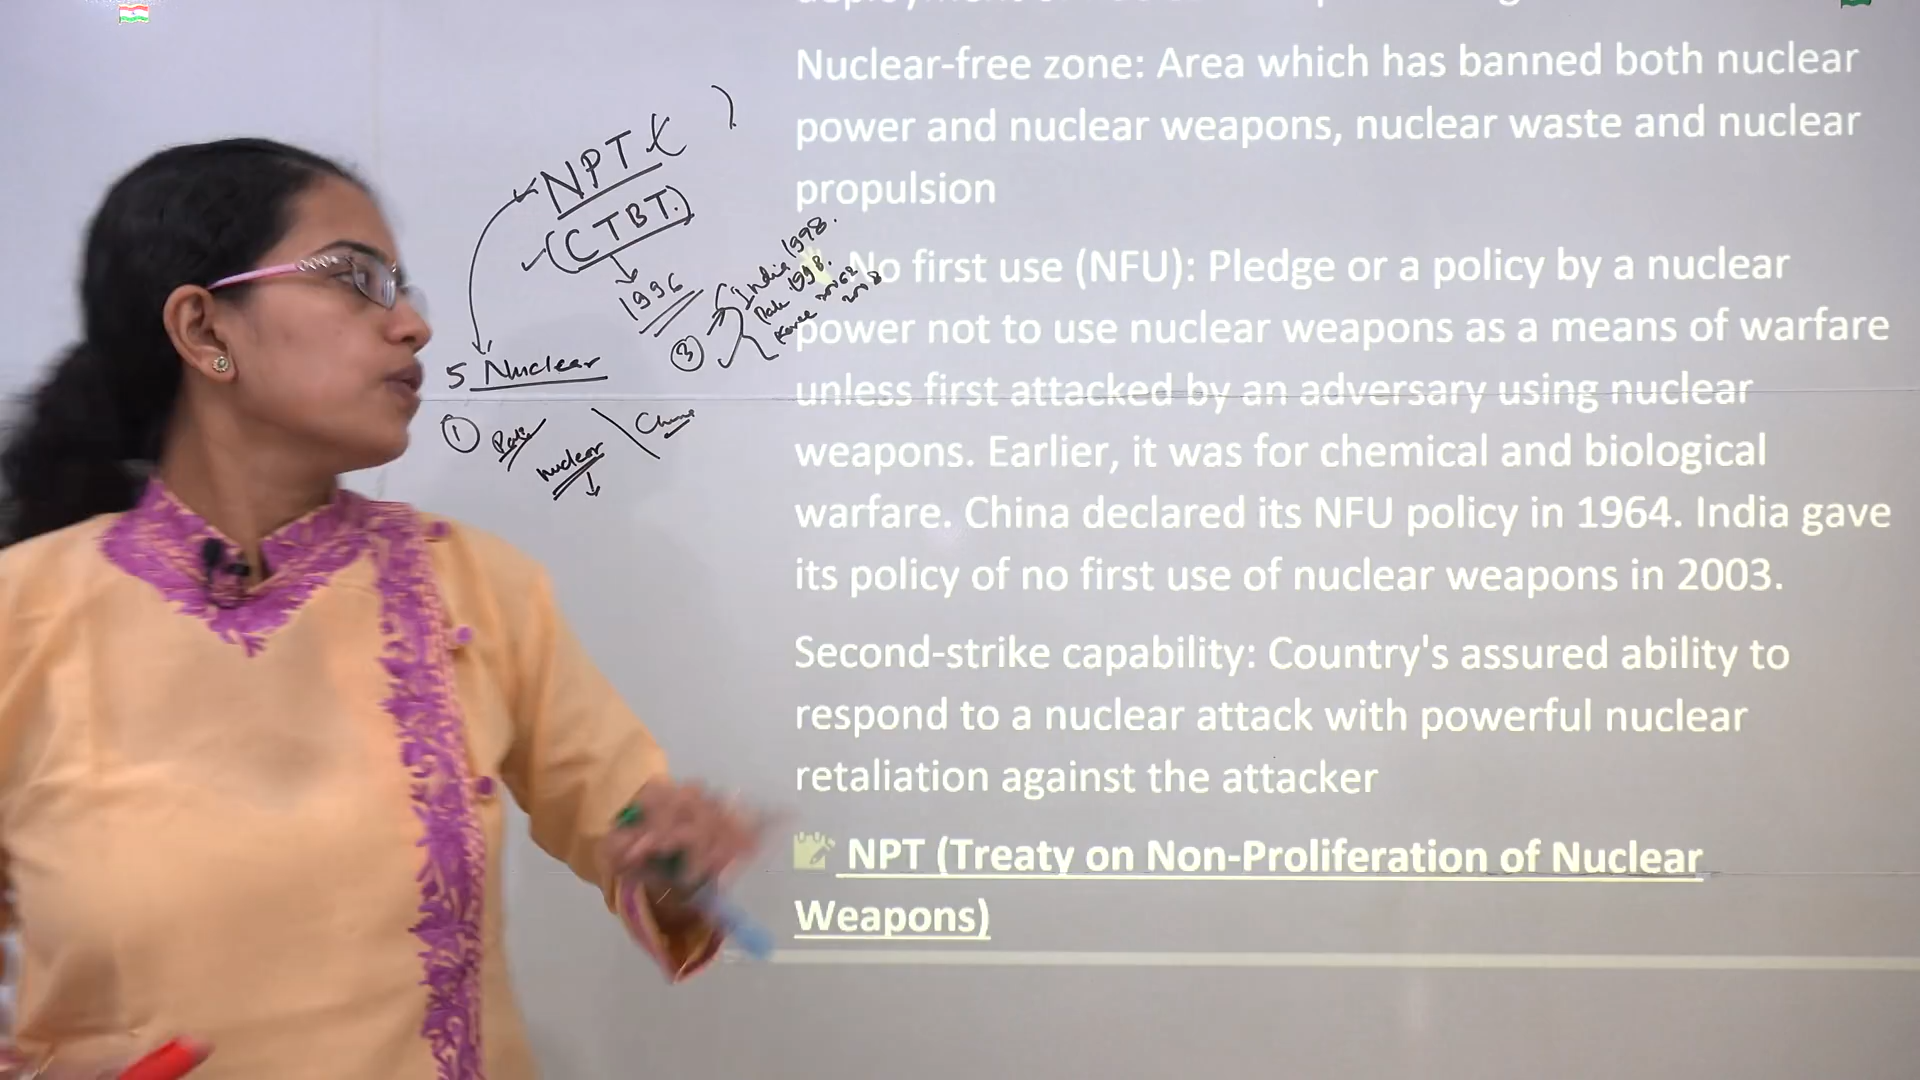 Nuclear-free zone: Area which has banned both nuclear
power and nuclear weapons, nuclear waste and nuclear
propulsion
No first use (NFU): Pledge or a policy by a nuclear
power not to use nuclear weapons as a means of warfare
unless first attacked by an adversary using nuclear
weapons. Earlier, it was for chemical and biological
warfare. China declared its NFU policy in 1964. India gave
its policy of no first use of nuclear weapons in 2003.
Second-strike capability: Country's assured ability to
respond to a nuclear attack with powerful nuclear
retaliation against the attacker
NPT (Treaty on Non-Proliferation of Nuclear
Weapons)
NPT
(CTBT.)
1996
India 1998.
Pak 1998.
3
5 Nuclear
1
Pak
nuclear
China